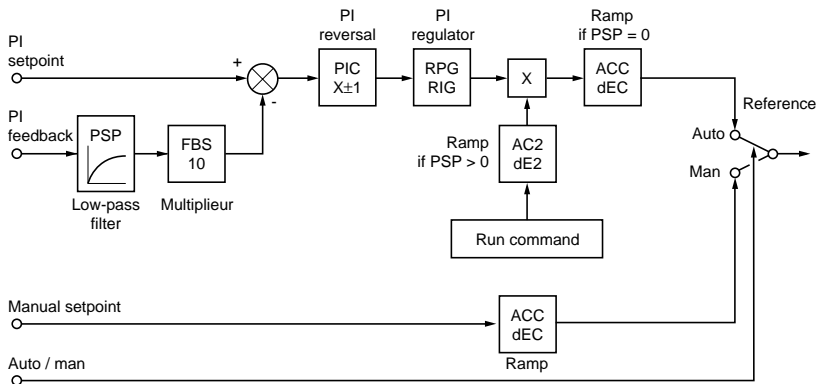 PI
setpoint
+
-
PI
reversal
PIC
X±1
PI
regulator
RPG
RIG
X
Ramp
if PSP = 0
ACC
dEC
Reference
PI
feedback
PSP
Low-pass
filter
FBS
10
Multiplieur
Ramp
if PSP > 0
AC2
dE2
Run command
Auto
Man
Manual setpoint
ACC
dEC
Ramp
Auto / man